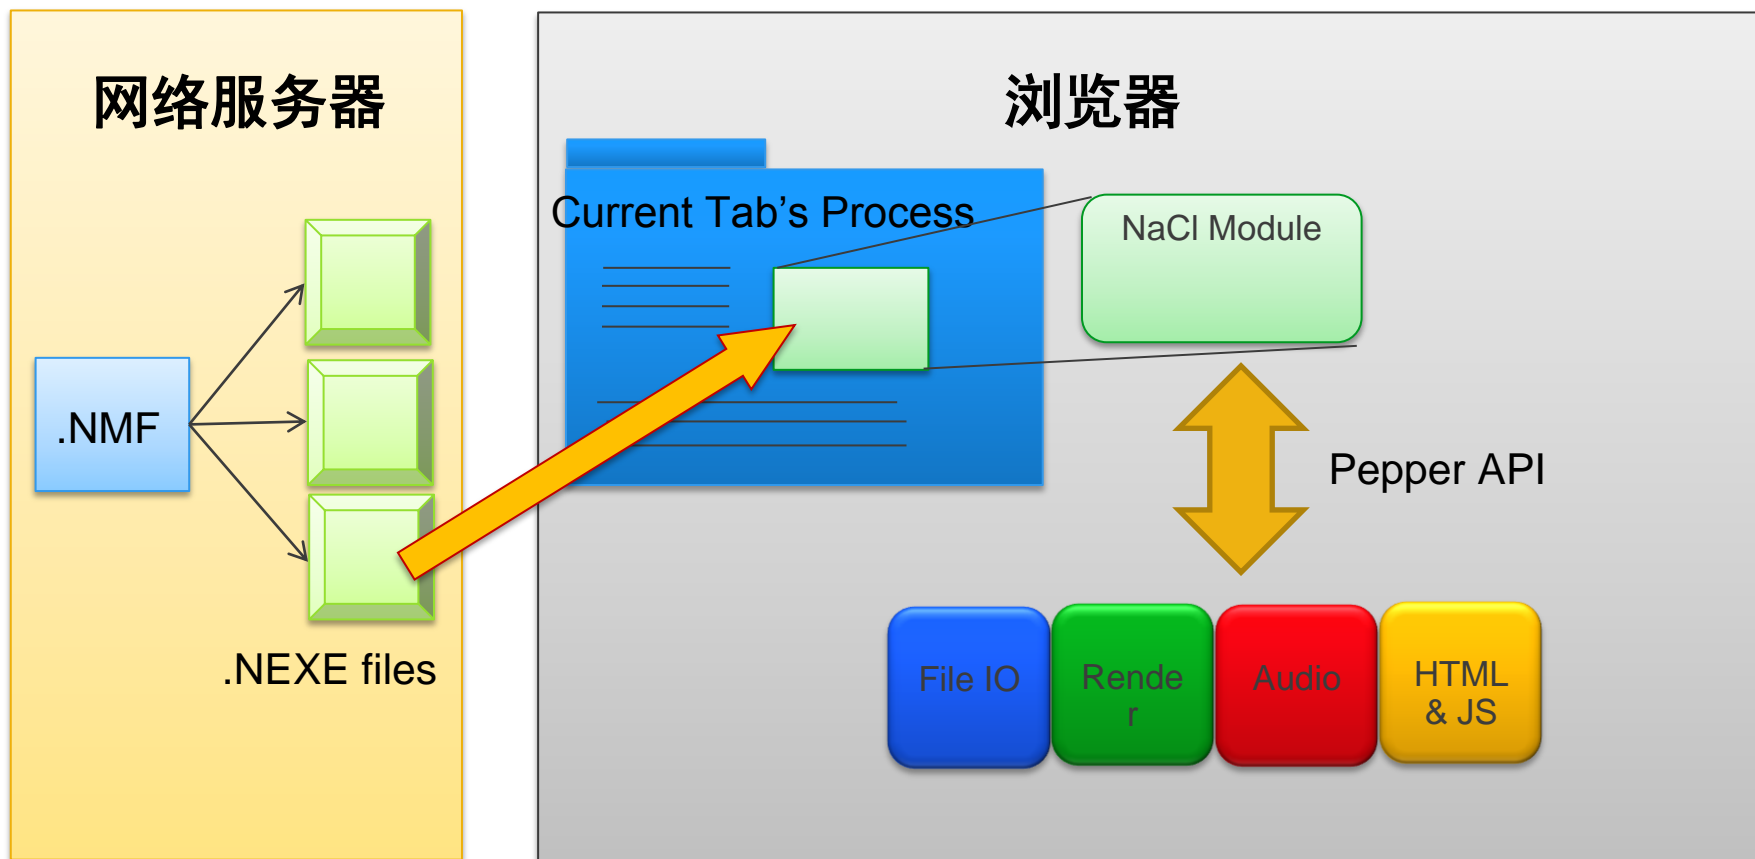 网络服务器
.NMF
.NEXE files
浏览器
Current Tab's Process
NaCl Module
Pepper API
File IO
Rende
r
Audio
HTML
& JS